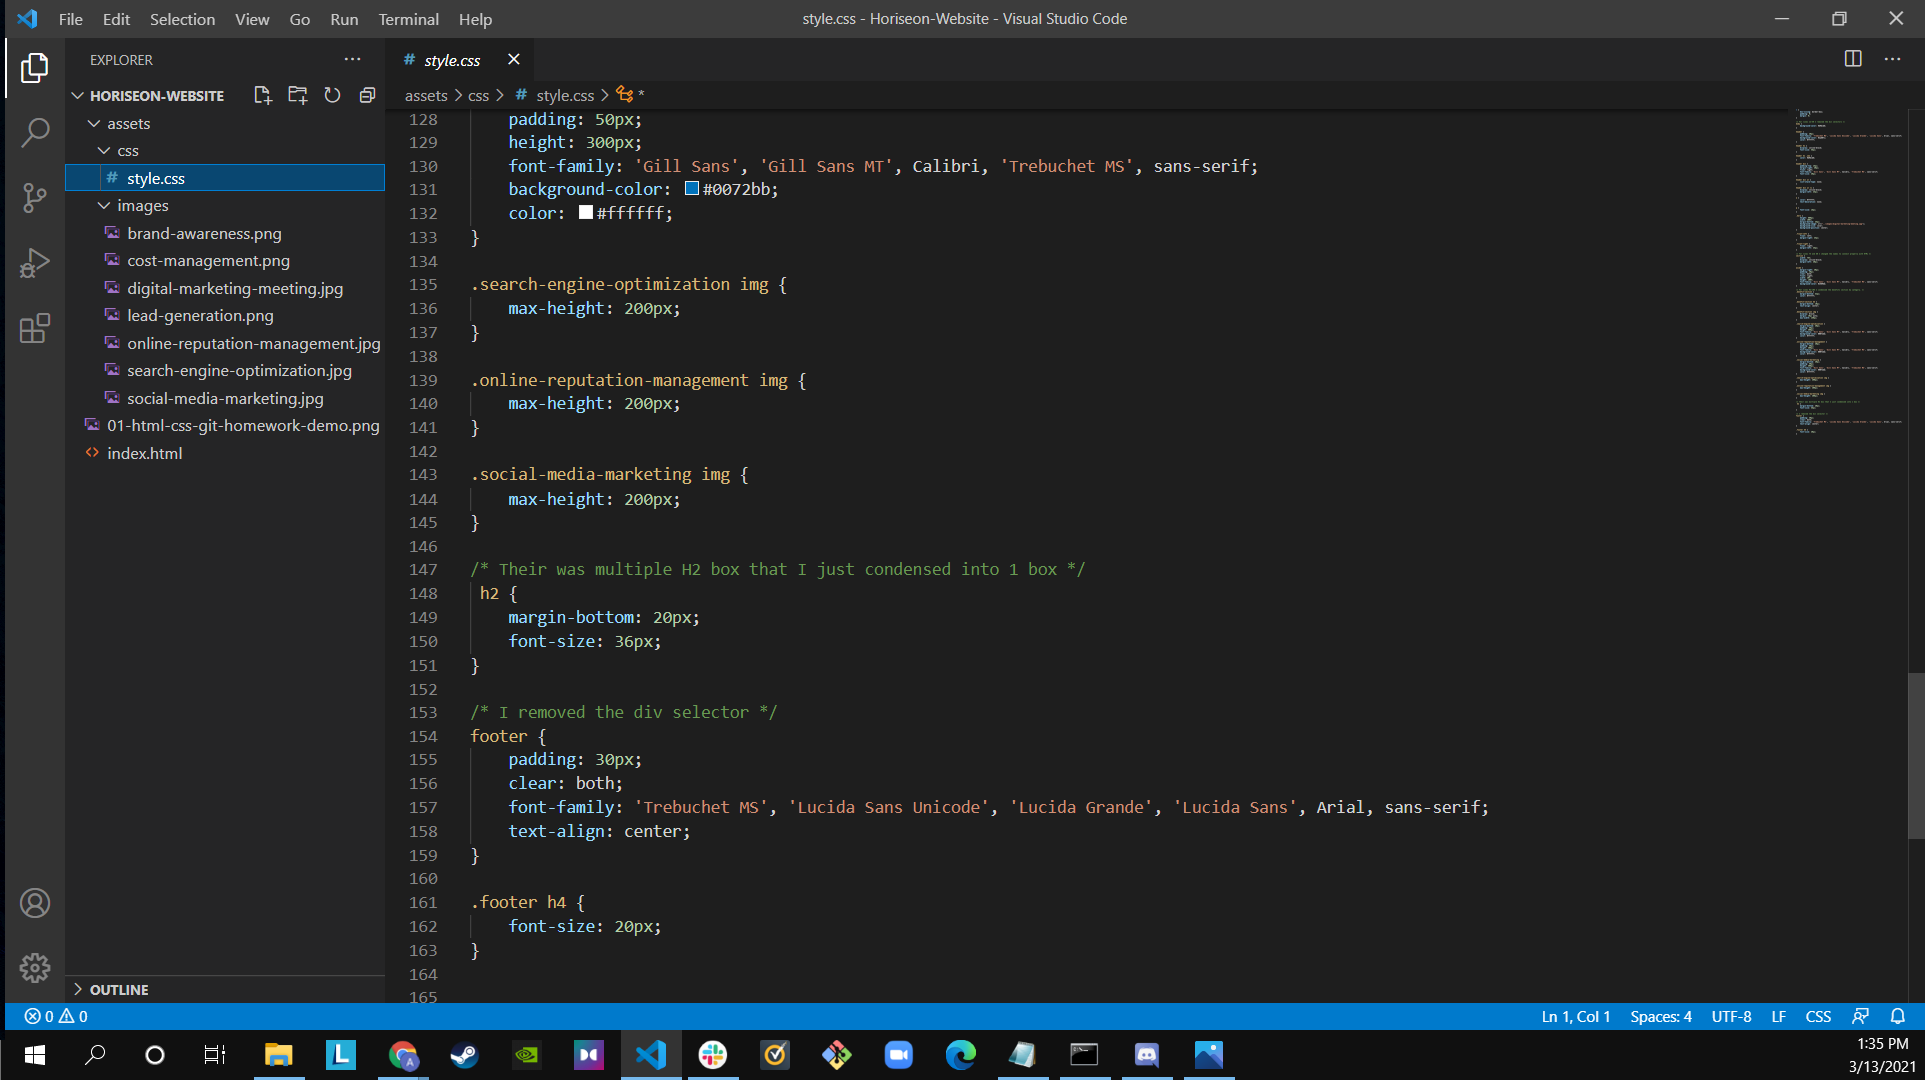 File Edit Selection View Go Run Terminal Help
style.css - Horiseon-Website - Visual Studio Code
EXPLORER
HORISEON-WEBSITE
assets
css
# style.css
images
brand-awareness.png
cost-management.png
digital-marketing-meeting.jpg
lead-generation.png
online-reputation-management.jpg
search-engine-optimization.jpg
social-media-marketing.jpg
01-html-css-git-homework-demo.png
<> index.html
OUTLINE
# style.css
assets > css > # style.css > *
128 padding: 50px;
129 height: 300px;
130 font-family: 'Gill Sans', 'Gill Sans MT', Calibri, 'Trebuchet MS', sans-serif;
131 background-color: #0072bb;
132 color: #ffffff;
133 }
134
135 .search-engine-optimization img {
136 max-height: 200px;
137 }
138
139 .online-reputation-management img {
140 max-height: 200px;
141 }
142
143 .social-media-marketing img {
144 max-height: 200px;
145 }
146
147 /* Their was multiple H2 box that I just condensed into 1 box */
148 h2 {
149 margin-bottom: 20px;
150 font-size: 36px;
151 }
152
153 /* I removed the div selector */
154 footer {
155 padding: 30px;
156 clear: both;
157 font-family: 'Trebuchet MS', 'Lucida Sans Unicode', 'Lucida Grande', 'Lucida Sans', Arial, sans-serif;
158 text-align: center;
159 }
160
161 .footer h4 {
162 font-size: 20px;
163 }
164
165
0 0
Ln 1, Col 1 Spaces: 4 UTF-8 LF CSS
L
A
1:35 PM
3/13/2021